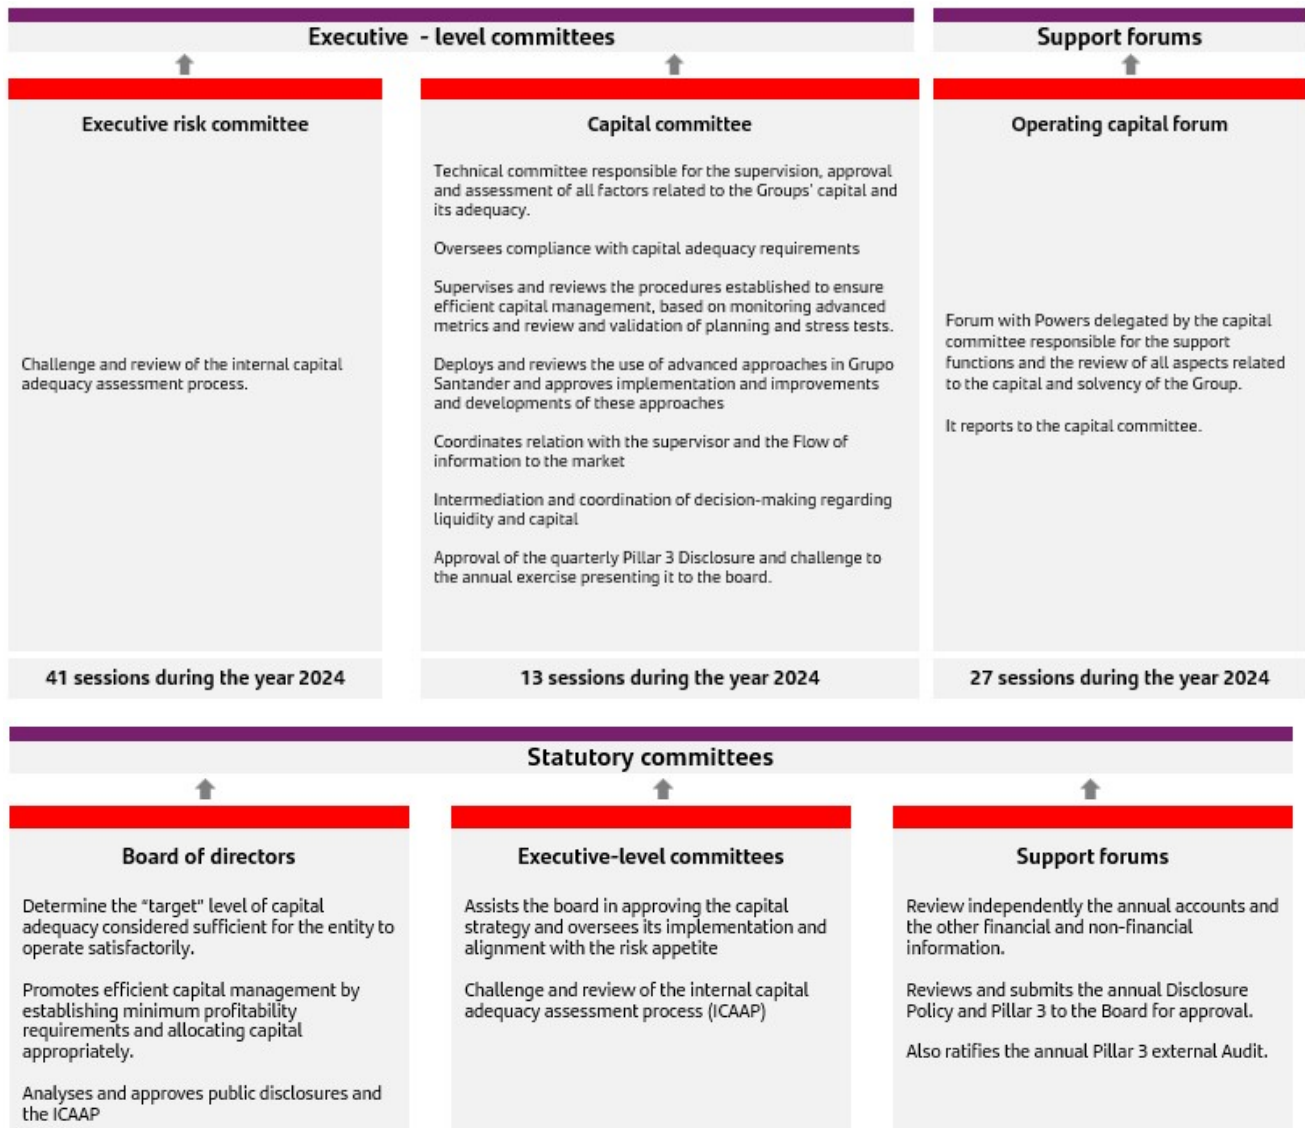 Executive - level committees
Support forums
Executive risk committee
Challenge and review of the internal capital
adequacy assessment process.
41 sessions during the year 2024
Capital committee
Technical committee responsible for the supervision, approval
and assessment of all factors related to the Groups' capital and
its adequacy.
Oversees compliance with capital adequacy requirements
Supervises and reviews the procedures established to ensure
efficient capital management, based on monitoring advanced
metrics and review and validation of planning and stress tests.
Deploys and reviews the use of advanced approaches in Grupo
Santander and approves implementation and improvements
and developments of these approaches
Coordinates relation with the supervisor and the Flow of
information to the market
Intermediation and coordination of decision-making regarding
liquidity and capital
Approval of the quarterly Pillar 3 Disclosure and challenge to
the annual exercise presenting it to the board.
13 sessions during the year 2024
Operating capital forum
Forum with Powers delegated by the capital
committee responsible for the support
functions and the review of all aspects related
to the capital and solvency of the Group.
It reports to the capital committee.
27 sessions during the year 2024
Statutory committees
Board of directors
Determine the “target” level of capital
adequacy considered sufficient for the entity to
operate satisfactorily.
Promotes efficient capital management by
establishing minimum profitability
requirements and allocating capital
appropriately.
Analyses and approves public disclosures and
the ICAAP
Executive-level committees
Assists the board in approving the capital
strategy and oversees its implementation and
alignment with the risk appetite
Challenge and review of the internal capital
adequacy assessment process (ICAAP)
Support forums
Review independently the annual accounts and
the other financial and non-financial
information.
Reviews and submits the annual Disclosure
Policy and Pillar 3 to the Board for approval.
Also ratifies the annual Pillar 3 external Audit.